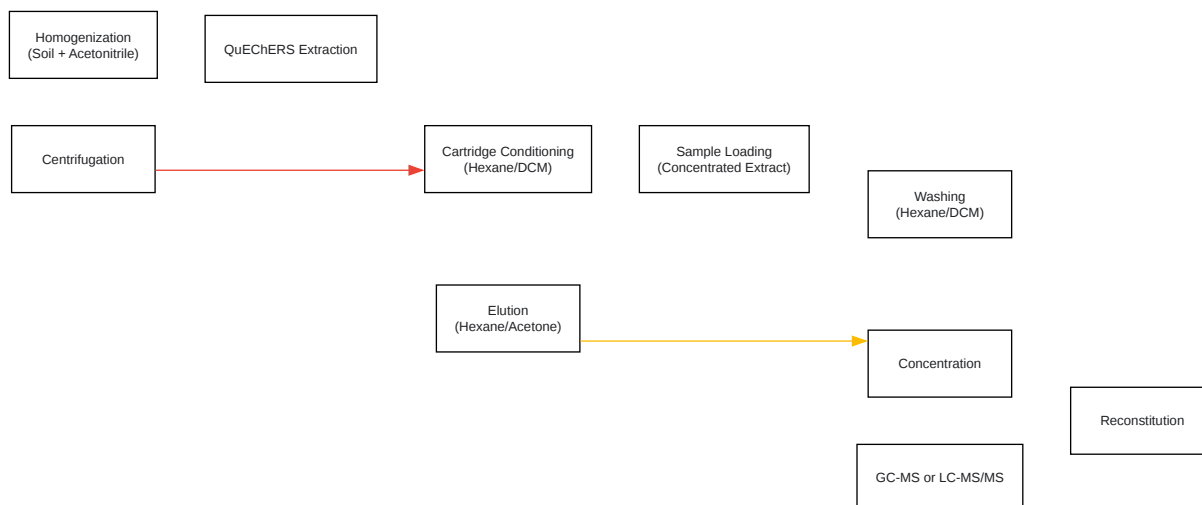 Homogenization
(Soil + Acetonitrile)
QuEChERS Extraction
Centrifugation
Cartridge Conditioning
(Hexane/DCM)
Sample Loading
(Concentrated Extract)
Washing
(Hexane/DCM)
Elution
(Hexane/Acetone)
Concentration
Reconstitution
GC-MS or LC-MS/MS